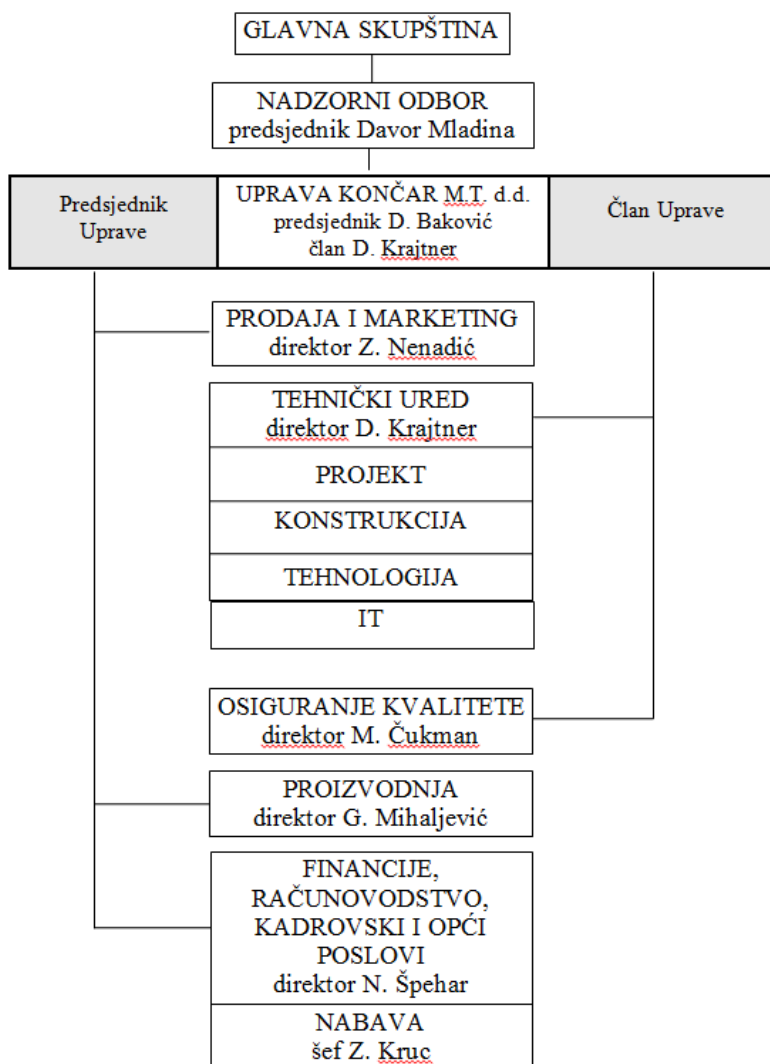 GLAVNA SKUPŠTINA
NADZORNI ODBOR
predsjednik Davor Mladina
Predsjednik
Uprave
UPRAVA KONČAR M.T. d.d.
predsjednik D. Baković
član D. Krajtner
Član Uprave
PRODAJA I MARKETING
direktor Z. Nenadić
TEHNIČKI URED
direktor D. Krajtner
PROJEKT
KONSTRUKCIJA
TEHNOLOGIJA
IT
OSIGURANJE KVALITETE
direktor M. Čukman
PROIZVODNJA
direktor G. Mihaljević
FINANCIJE,
RAČUNOVODSTVO,
KADROVSKI I OPĆI
POSLOVI
direktor N. Špehar
NABAVA
šef Z. Kruc